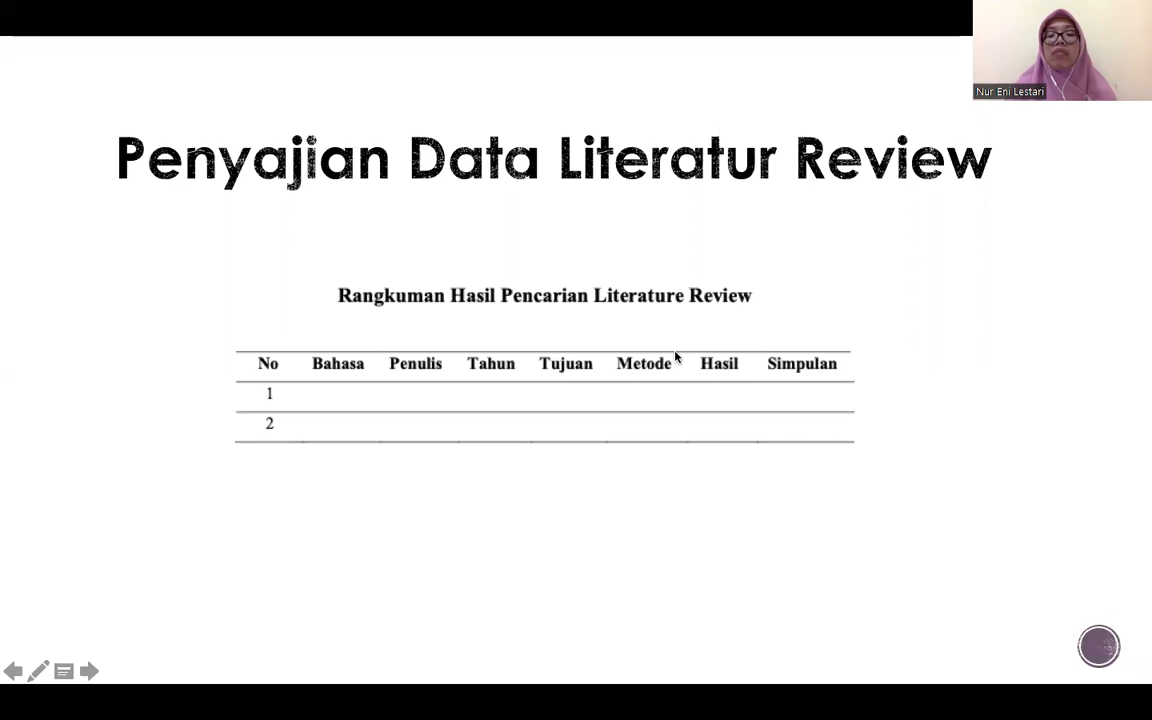 Nur Eni Lestari
Penyajian Data Literatur Review
Rangkuman Hasil Pencarian Literature Review
No Bahasa Penulis Tahun Tujuan Metode Hasil Simpulan
1
2